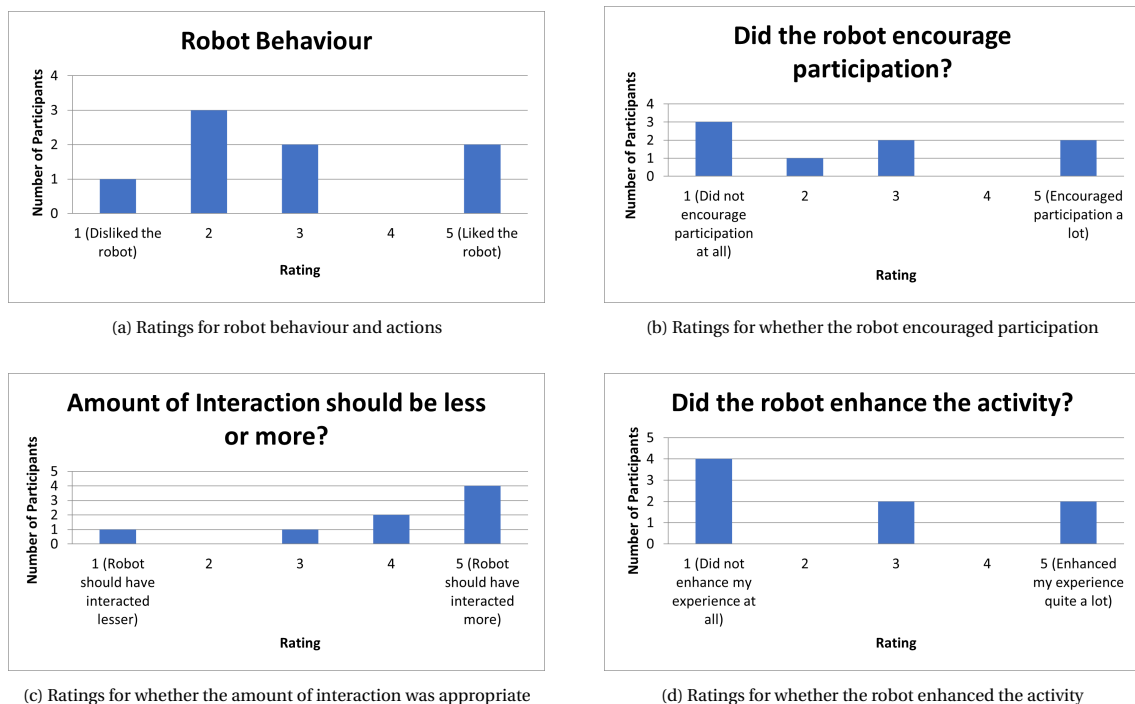 Robot Behaviour
Number of Participants
4
3
2
1
0
1 (Disliked the
robot)
2
3
4
5 (Liked the
robot)
Rating
(a) Ratings for robot behaviour and actions
Did the robot encourage
participation?
Number of Participants
4
3
2
1
0
1 (Did not
encourage
participation
at all)
2
3
4
5 (Encouraged
participation a
lot)
Rating
(b) Ratings for whether the robot encouraged participation
Amount of Interaction should be less
or more?
Number of Participants
5
4
3
2
1
0
1 (Robot
should have
interacted
lesser)
2
3
4
5 (Robot
should have
interacted
more)
Rating
(c) Ratings for whether the amount of interaction was appropriate
Did the robot enhance the activity?
Number of Participants
5
4
3
2
1
0
1 (Did not
enhance my
experience at
all)
2
3
4
5 (Enhanced
my experience
quite a lot)
Rating
(d) Ratings for whether the robot enhanced the activity